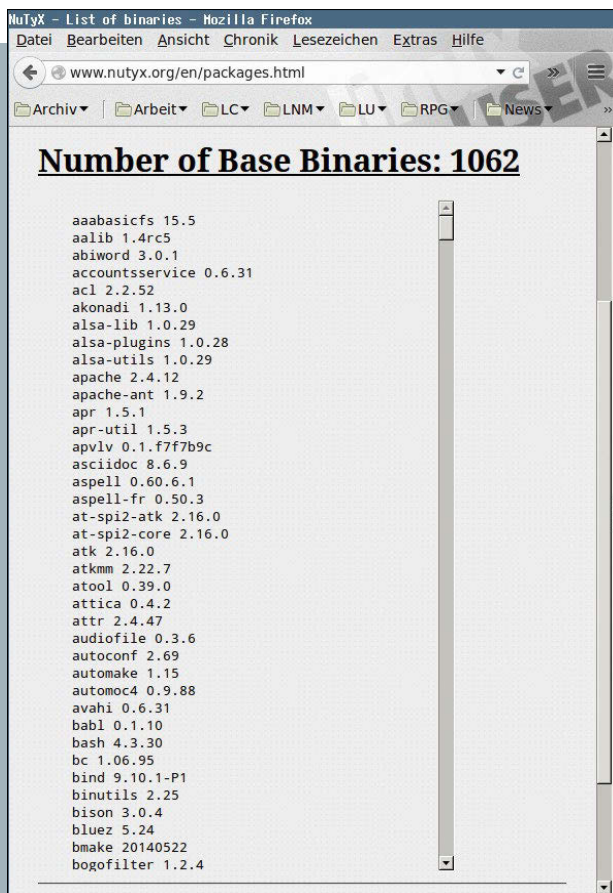 NuTyX - List of binaries - Mozilla Firefox
Datei Bearbeiten Ansicht Chronik Lesezeichen Extras Hilfe
www.nutyx.org/en/packages.html
Archiv Arbeit LC LNM LU RPG News
Number of Base Binaries: 1062
aaabasicfs 15.5
aalib 1.4rc5
abiword 3.0.1
accountsservice 0.6.31
acl 2.2.52
akonadi 1.13.0
alsa-lib 1.0.29
alsa-plugins 1.0.28
alsa-utils 1.0.29
apache 2.4.12
apache-ant 1.9.2
apr 1.5.1
apr-util 1.5.3
apvlv 0.1.f7f7b9c
asciidoc 8.6.9
aspell 0.60.6.1
aspell-fr 0.50.3
at-spi2-atk 2.16.0
at-spi2-core 2.16.0
atk 2.16.0
atkmm 2.22.7
atool 0.39.0
attica 0.4.2
attr 2.4.47
audiofile 0.3.6
autoconf 2.69
automake 1.15
automoc4 0.9.88
avahi 0.6.31
babl 0.1.10
bash 4.3.30
bc 1.06.95
bind 9.10.1-P1
binutils 2.25
bison 3.0.4
bluez 5.24
bmake 20140522
bogofilter 1.2.4